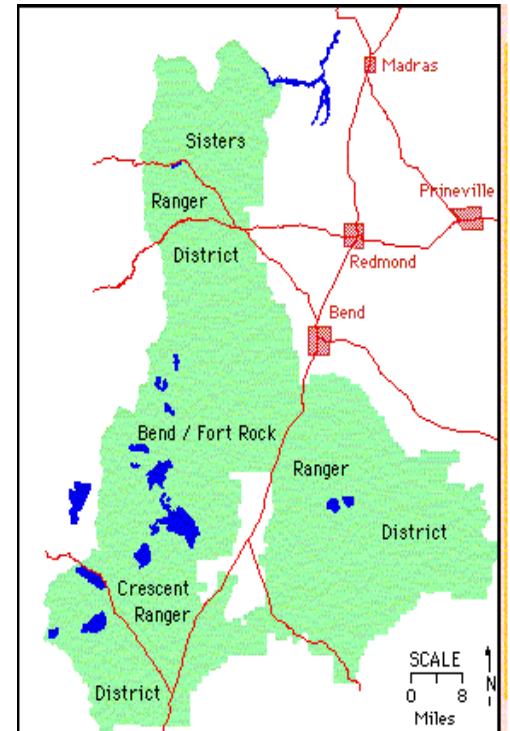 Madras
Sisters
Prineville
Ranger
District
Redmond
Bend
Bend / Fort Rock
Ranger
District
Crescent
Ranger
District
SCALE
0 8
Miles
N